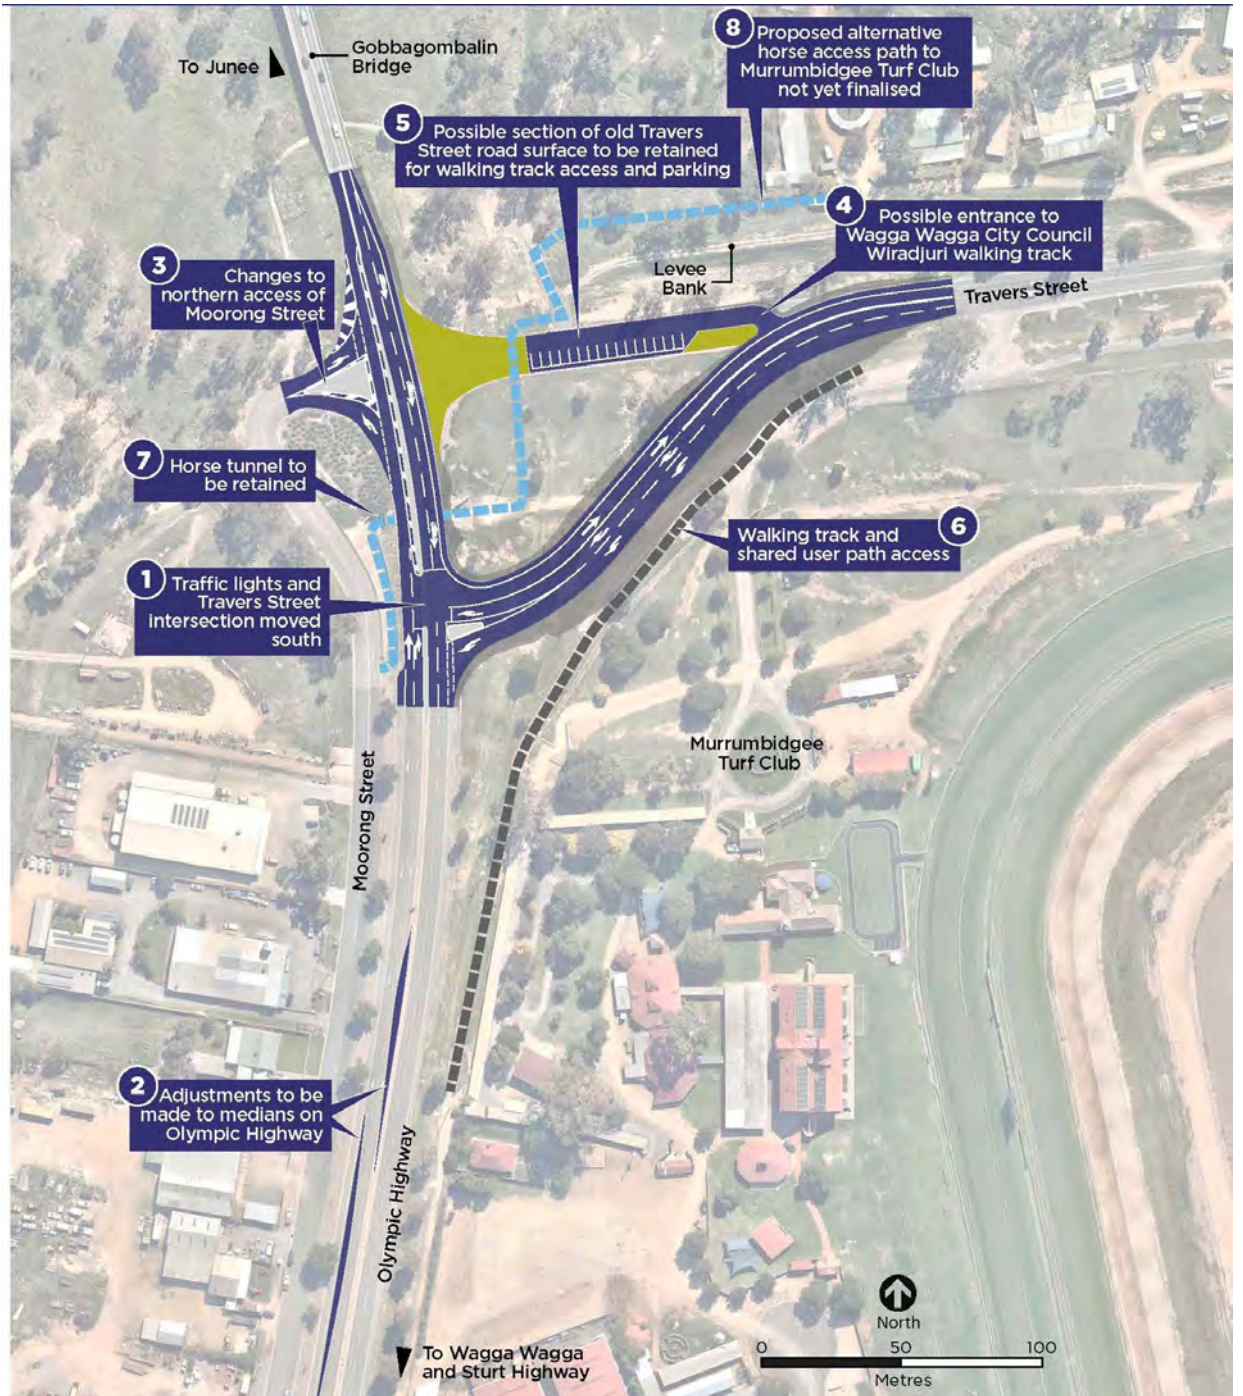 Gobbagombalin
Bridge
To Junee
8
Proposed alternative
horse access path to
Murrumbidgee Turf Club
not yet finalised
5
Possible section of old Travers
Street road surface to be retained
for walking track access and parking
4
Possible entrance to
Wagga Wagga City Council
Wiradjuri walking track
3
Changes to
northern access of
Moorong Street
Levee
Bank
Travers Street
7
Horse tunnel to
be retained
6
Walking track and
shared user path access
1
Traffic lights and
Travers Street
intersection moved
south
Murrumbidgee
Turf Club
Moorong Street
2
Adjustments to be
made to medians on
Olympic Highway
Olympic Highway
North
0 50 100
Metres
To Wagga Wagga
and Sturt Highway